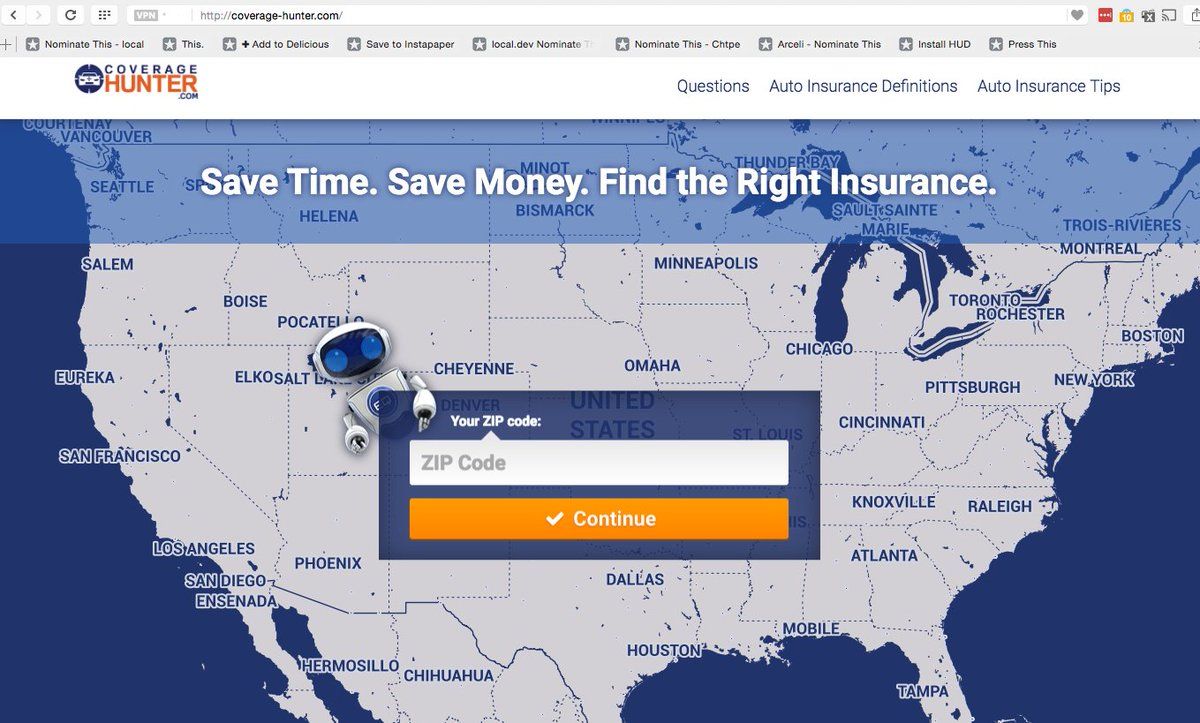 VPN
http://coverage-hunter.com/
10
Nominate This - local
This.
+ Add to Delicious
Save to Instapaper
local.dev Nominate Th
Nominate This - Chtpe
Arceli - Nominate This
Install HUD
Press This
COVERAGE
HUNTER
.COM
Questions
Auto Insurance Definitions
Auto Insurance Tips
COURTENAY
VANCOUVER
WINNIPEG
SEATTLE
Save Time. Save Money. Find the Right Insurance.
MINOT
THUNDER BAY
HELENA
BISMARCK
SAULT SAINTE
MARIE
TROIS-RIVIÈRES
MONTREAL
SALEM
MINNEAPOLIS
BOISE
TORONTO
ROCHESTER
POCATELLO
BOSTON
CHICAGO
EUREKA
ELKO
SALT LAKE
CHEYENNE
OMAHA
PITTSBURGH
NEW YORK
DENVER
UNITED
STATES
Your ZIP code:
CINCINNATI
ST. LOUIS
SAN FRANCISCO
ZIP Code
KNOXVILLE
RALEIGH
Continue
LOS ANGELES
PHOENIX
ATLANTA
SAN DIEGO
DALLAS
ENSENADA
MOBILE
HOUSTON
HERMOSILLO
CHIHUAHUA
TAMPA